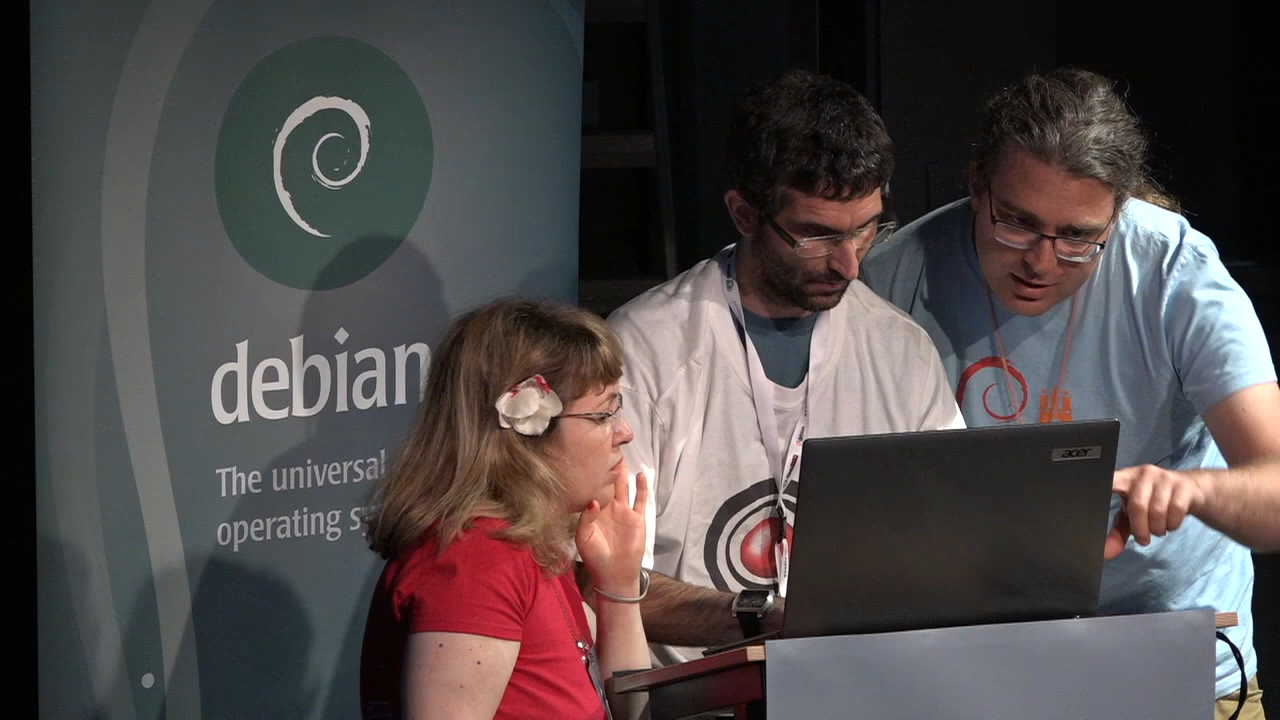 debian
The universal
operating
acer